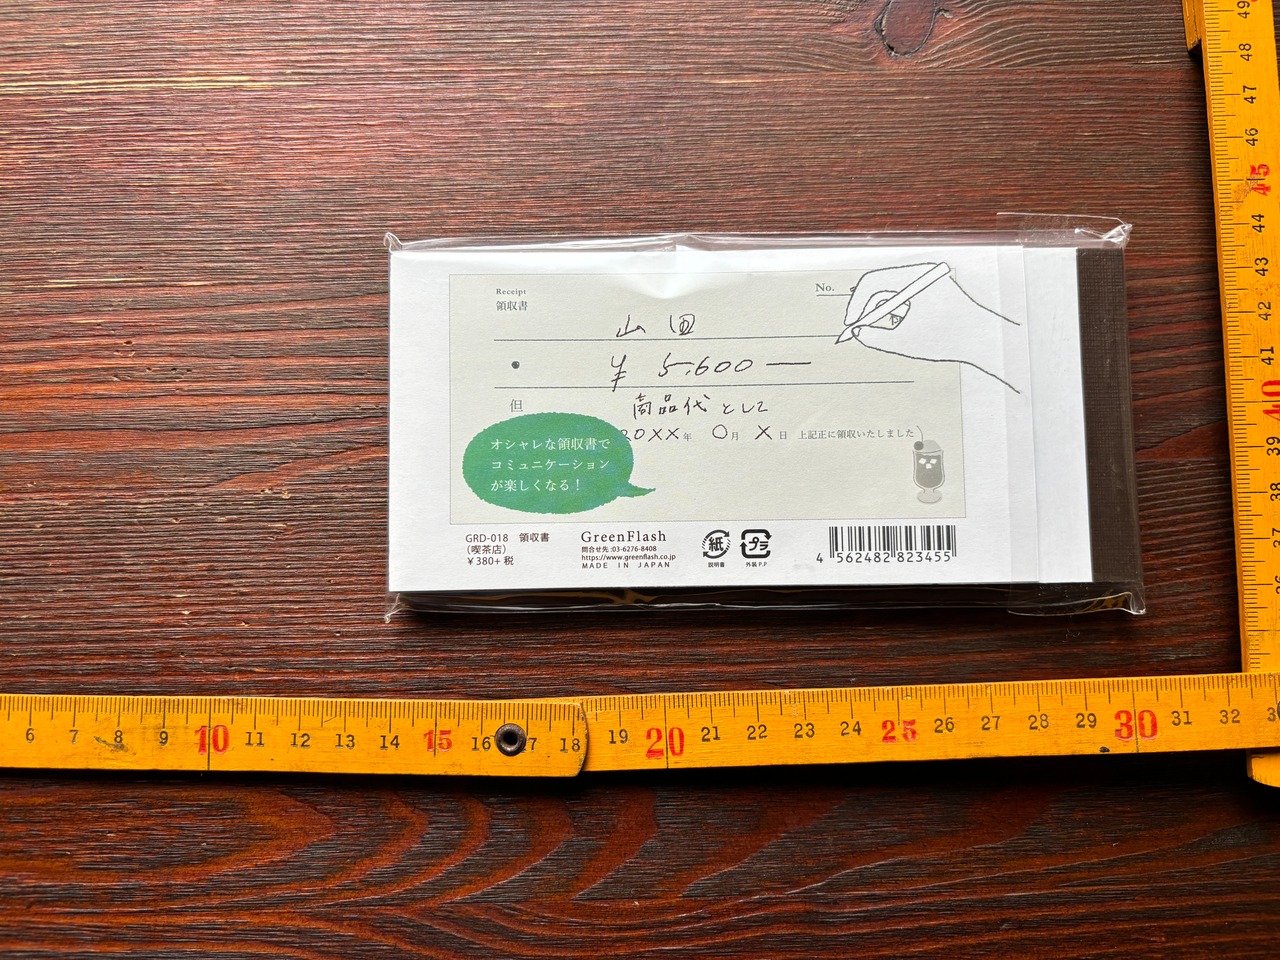 Receipt
領収書
No.
山田
¥ 5,600 —
但 商品代として
20XX年 〇月 X日 上記正に領収いたしました
オシャレな領収書で
コミュニケーション
が楽しくなる！
GRD-018 領収書
（喫茶店）
¥380+税
GreenFlash
問合せ先:03-6276-8408
https://www.greenflash.co.jp
MADE IN JAPAN
紙
説明書
プラ
外装P.P
4 562482 823455
6 7 8 9 10 11 12 13 14 15 16 17 18 19 20 21 22 23 24 25 26 27 28 29 30 31 32
49
48
47
46
45
44
43
42
41
40
39
38
37
36